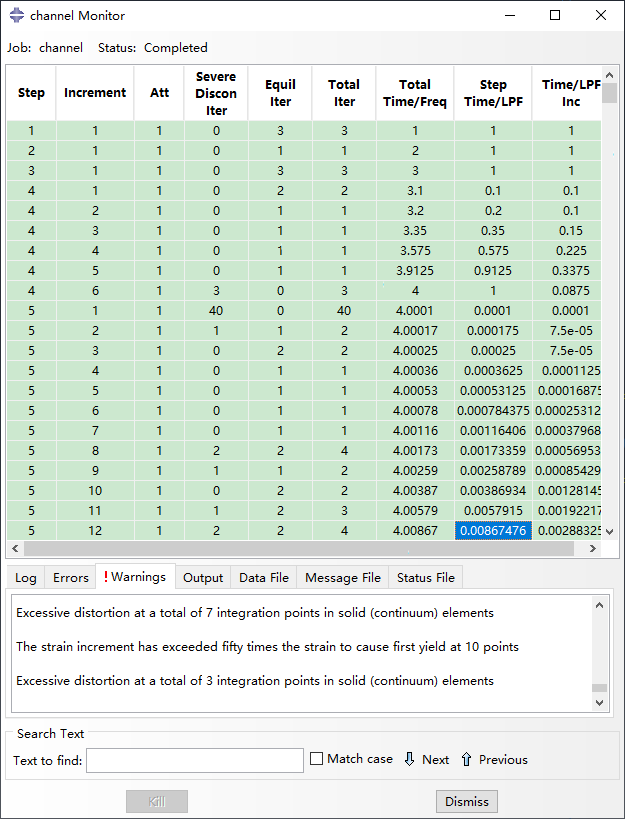 channel Monitor
Job: channel Status: Completed
Step Increment Att Severe Discon Iter Equil Iter Total Iter Total Time/Freq Step Time/LPF Time/LPF Inc
1 1 1 0 3 3 1 1 1
2 1 1 0 1 1 2 1 1
3 1 1 0 3 3 3 1 1
4 1 1 0 2 2 3.1 0.1 0.1
4 2 1 0 1 1 3.2 0.2 0.1
4 3 1 0 1 1 3.35 0.35 0.15
4 4 1 0 1 1 3.575 0.575 0.225
4 5 1 0 1 1 3.9125 0.9125 0.3375
4 6 1 3 0 3 4 1 0.0875
5 1 1 40 0 40 4.0001 0.0001 0.0001
5 2 1 1 1 2 4.00017 0.000175 7.5e-05
5 3 1 0 2 2 4.00025 0.00025 7.5e-05
5 4 1 0 1 1 4.00036 0.0003625 0.0001125
5 5 1 0 1 1 4.00053 0.00053125 0.00016875
5 6 1 0 1 1 4.00078 0.000784375 0.00025312
5 7 1 0 1 1 4.00116 0.00116406 0.00037968
5 8 1 2 2 4 4.00173 0.00173359 0.00056953
5 9 1 1 1 2 4.00259 0.00258789 0.00085429
5 10 1 0 2 2 4.00387 0.00386934 0.00128145
5 11 1 1 2 3 4.00579 0.0057915 0.00192217
5 12 1 2 2 4 4.00867 0.00867476 0.00288325
Log Errors ! Warnings Output Data File Message File Status File
Excessive distortion at a total of 7 integration points in solid (continuum) elements
The strain increment has exceeded fifty times the strain to cause first yield at 10 points
Excessive distortion at a total of 3 integration points in solid (continuum) elements
Search Text
Text to find: Match case Next Previous
Kill Dismiss